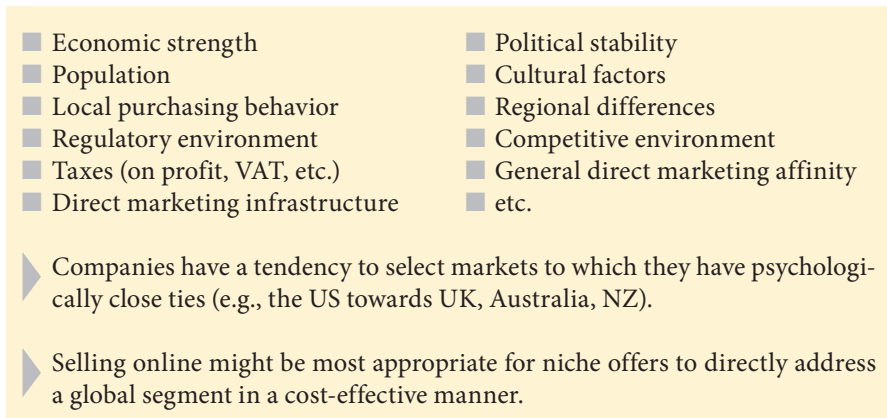 Economic strength
Population
Local purchasing behavior
Regulatory environment
Taxes (on profit, VAT, etc.)
Direct marketing infrastructure
Political stability
Cultural factors
Regional differences
Competitive environment
General direct marketing affinity
etc.
Companies have a tendency to select markets to which they have psychologi-
cally close ties (e.g., the US towards UK, Australia, NZ).
Selling online might be most appropriate for niche offers to directly address
a global segment in a cost-effective manner.